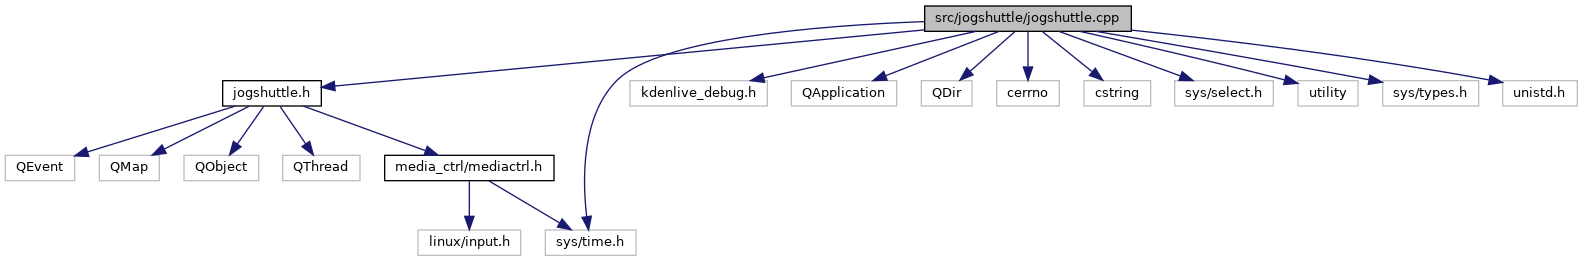 src/jogshuttle/jogshuttle.cpp
jogshuttle.h
kdenlive_debug.h
QApplication
QDir
cerrno
cstring
sys/select.h
utility
sys/types.h
unistd.h
QEvent
QMap
QObject
QThread
media_ctrl/mediactrl.h
linux/input.h
sys/time.h